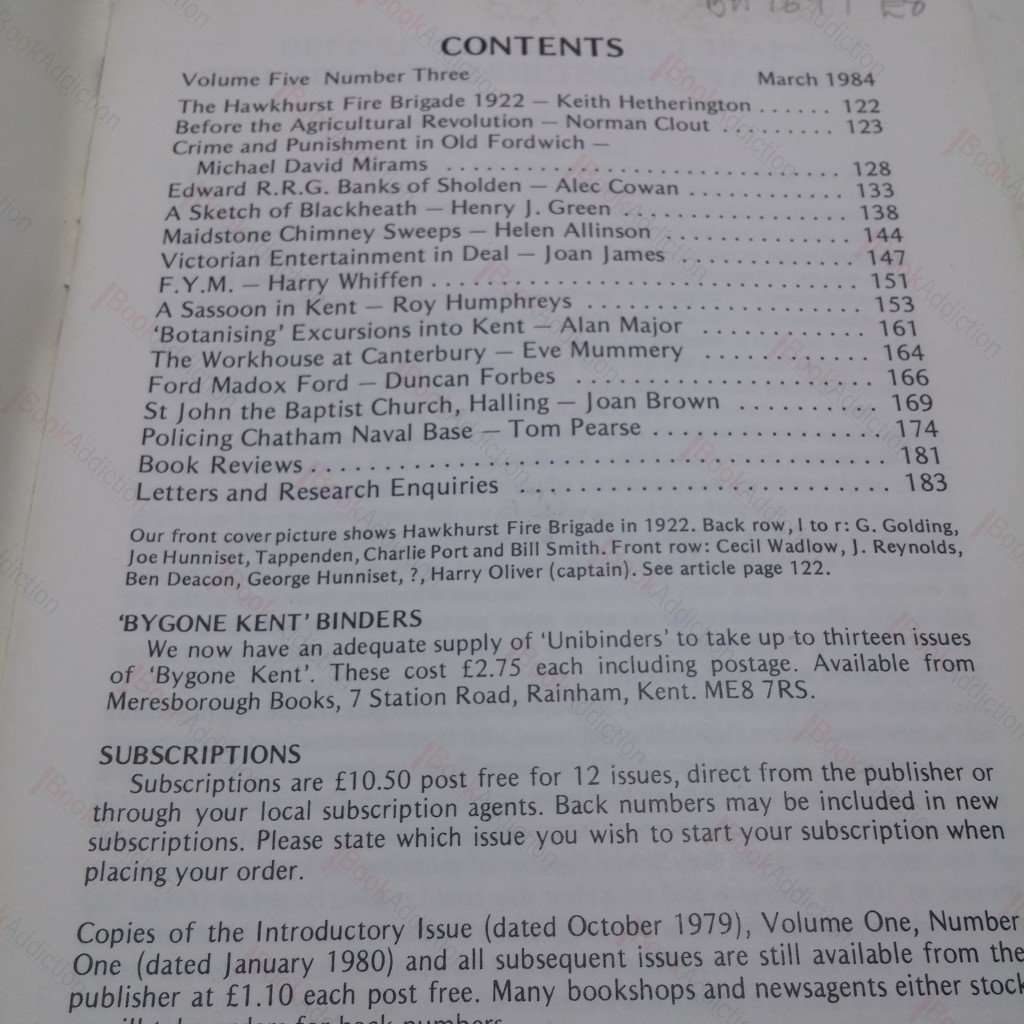 CONTENTS
Volume Five Number Three March 1984
The Hawkhurst Fire Brigade 1922 — Keith Hetherington ...... 122
Before the Agricultural Revolution — Norman Clout ......... 123
Crime and Punishment in Old Fordwich —
Michael David Mirams .................................. 128
Edward R.R.G. Banks of Sholden — Alec Cowan ............ 133
A Sketch of Blackheath — Henry J. Green .................. 138
Maidstone Chimney Sweeps — Helen Allinson ............... 144
Victorian Entertainment in Deal — Joan James .............. 147
F.Y.M. — Harry Whiffen .................................. 151
A Sassoon in Kent — Roy Humphreys ...................... 153
‘Botanising’ Excursions into Kent — Alan Major ............ 161
The Workhouse at Canterbury — Eve Mummery ............ 164
Ford Madox Ford — Duncan Forbes ...................... 166
St John the Baptist Church, Halling — Joan Brown .......... 169
Policing Chatham Naval Base — Tom Pearse ................ 174
Book Reviews ........................................ 181
Letters and Research Enquiries .......................... 183
Our front cover picture shows Hawkhurst Fire Brigade in 1922. Back row, l to r: G. Golding,
Joe Hunniset, Tappenden, Charlie Port and Bill Smith. Front row: Cecil Wadlow, J. Reynolds,
Ben Deacon, George Hunniset, ?, Harry Oliver (captain). See article page 122.
‘BYGONE KENT’ BINDERS
We now have an adequate supply of ‘Unibinders’ to take up to thirteen issues
of ‘Bygone Kent’. These cost £2.75 each including postage. Available from
Meresborough Books, 7 Station Road, Rainham, Kent. ME8 7RS.
SUBSCRIPTIONS
Subscriptions are £10.50 post free for 12 issues, direct from the publisher or
through your local subscription agents. Back numbers may be included in new
subscriptions. Please state which issue you wish to start your subscription when
placing your order.
Copies of the Introductory Issue (dated October 1979), Volume One, Number
One (dated January 1980) and all subsequent issues are still available from the
publisher at £1.10 each post free. Many bookshops and newsagents either stock
BookAddiction